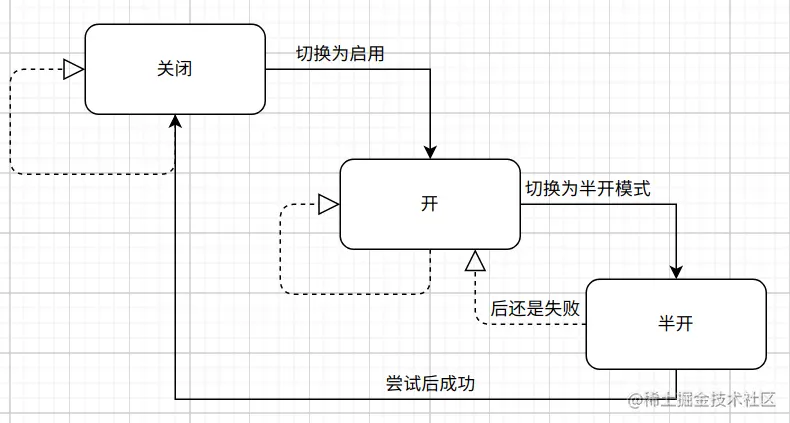 切换为启用
关闭
切换为半开模式
开
后还是失败
半开
尝试后成功
@稀土掘金技术社区